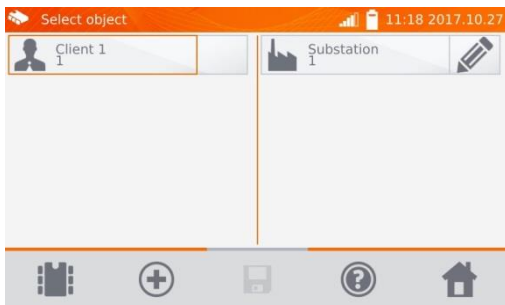 Select object
11:18 2017.10.27
Client 1
1
Substation
1